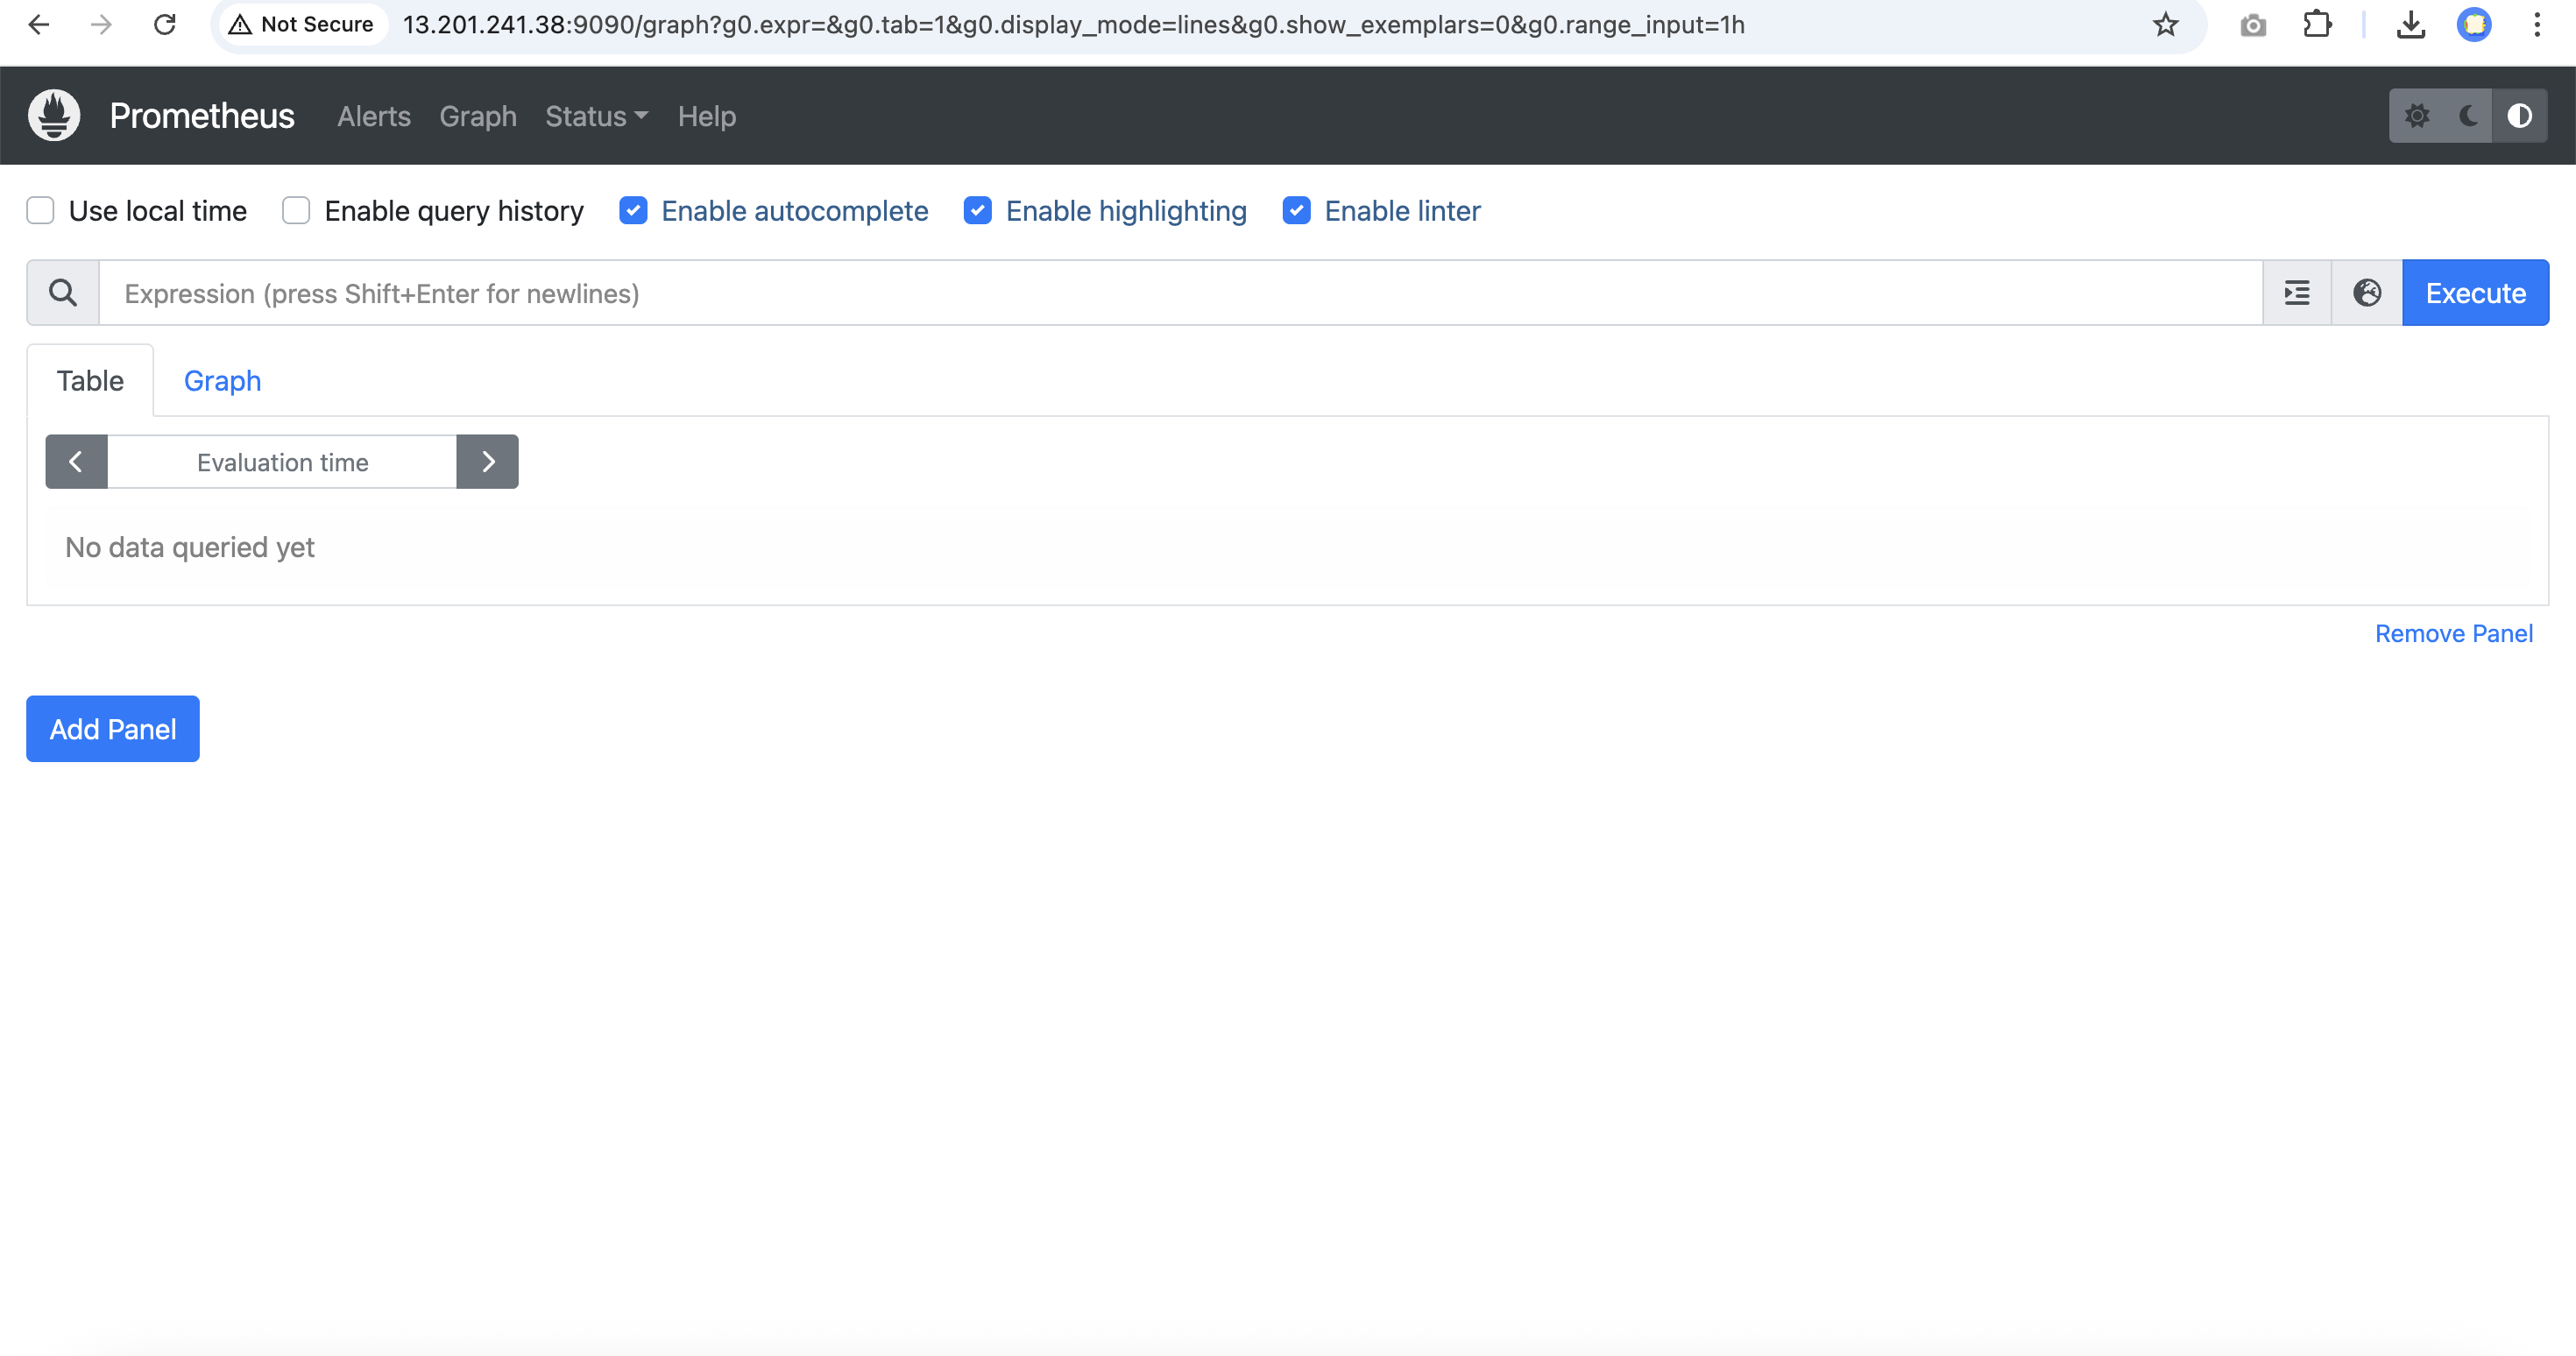 Not Secure 13.201.241.38:9090/graph?g0.expr=&g0.tab=1&g0.display_mode=lines&g0.show_exemplars=0&g0.range_input=1h
Prometheus Alerts Graph Status Help
Use local time Enable query history Enable autocomplete Enable highlighting Enable linter
Expression (press Shift+Enter for newlines) Execute
Table Graph
Evaluation time
No data queried yet
Remove Panel
Add Panel